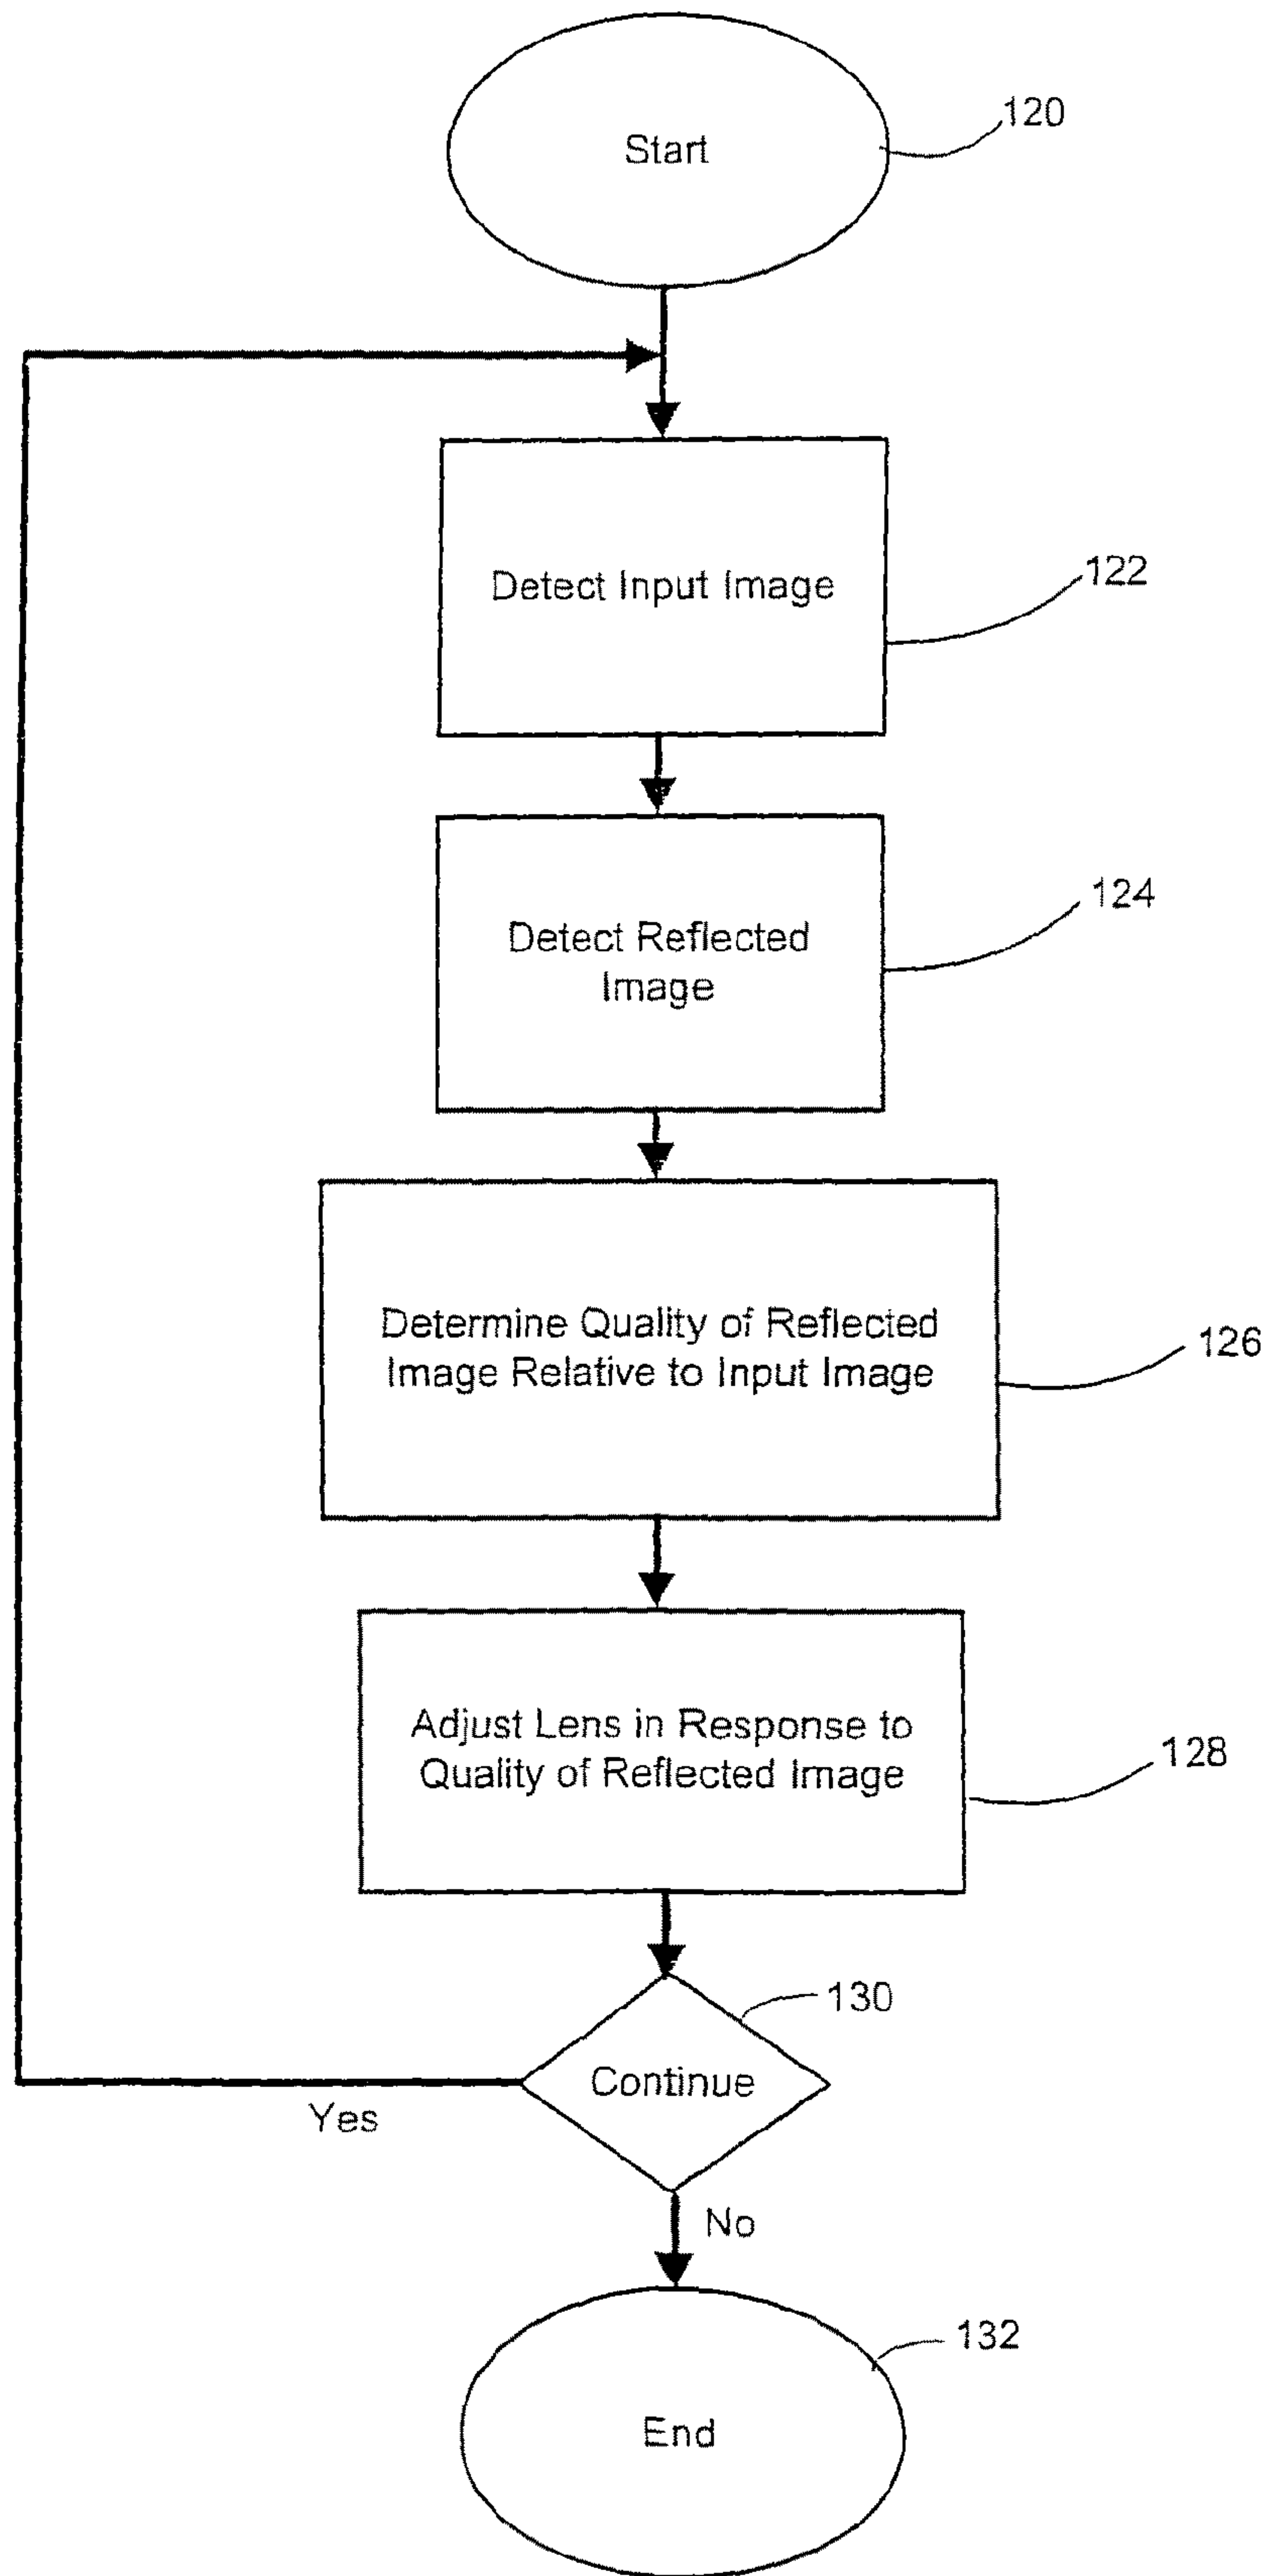 Start
120
Detect Input Image
122
Detect Reflected
Image
124
Determine Quality of Reflected
Image Relative to Input Image
126
Adjust Lens in Response to
Quality of Reflected Image
128
130
Continue
Yes
No
132
End